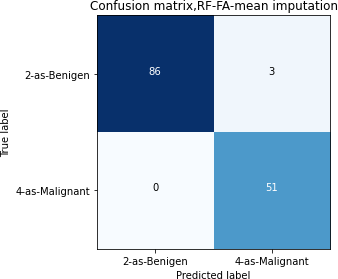 Confusion matrix,RF-FA-mean imputation
True label
2-as-Benigen
86
3
4-as-Malignant
0
51
2-as-Benigen
4-as-Malignant
Predicted label